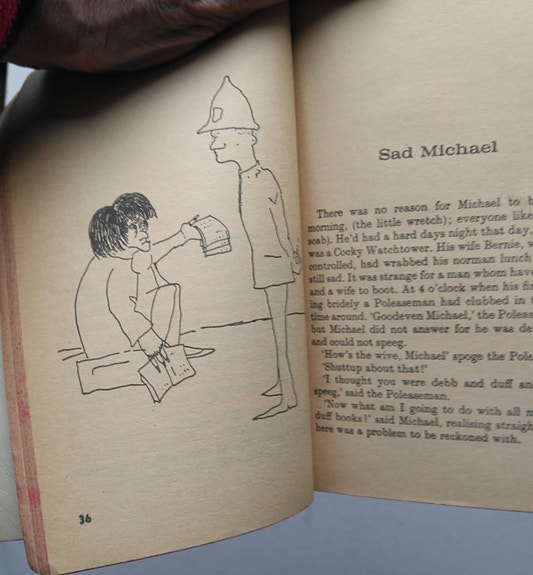 36
Sad Michael
There was no reason for Michael to
morning, (the little wretch); everyone
scab). He'd had a hard days night that day,
was a Cocky Watchtower. His wife Bernie,
controlled, had wrabbed his norman lunch
still sad. It was strange for a man whom have
and a wife to boot. At 4 o'clock when his
ing bridely a Poleaseman had clubbed in
time around. 'Goodeven Michael,' the
but Michael did not answer for he was
and could not speeg.
'How's the wive, Michael' spoge the
'Shuttup about that!'
'I thought you were debb and duff
speeg,' said the Poleaseman.
'Now what am I going to do with all
duff books!' said Michael, realising
here was a problem to be reckoned with.